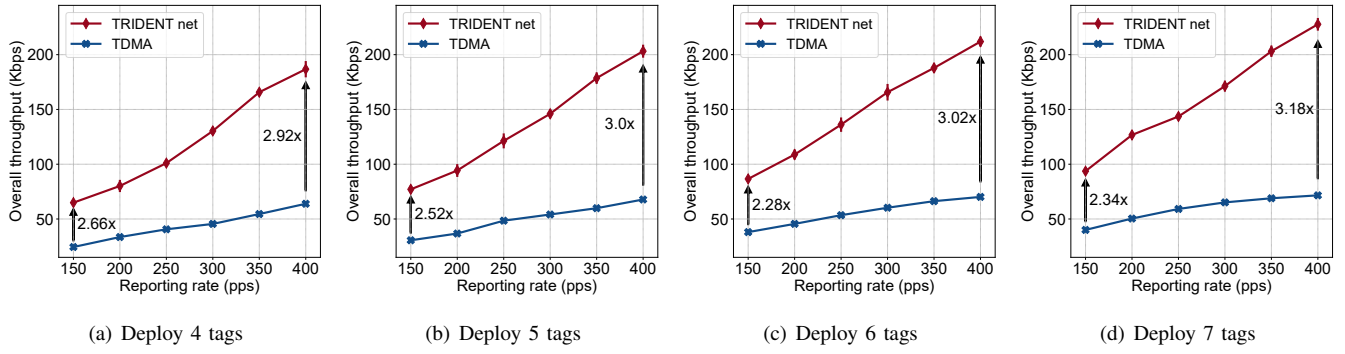 Overall throughput (Kbps)
200
150
100
50
TRIDENT net
TDMA
2.66x
2.92x
150 200 250 300 350 400
Reporting rate (pps)
(a) Deploy 4 tags
Overall throughput (Kbps)
200
150
100
50
TRIDENT net
TDMA
2.52x
3.0x
150 200 250 300 350 400
Reporting rate (pps)
(b) Deploy 5 tags
Overall throughput (Kbps)
200
150
100
50
TRIDENT net
TDMA
2.28x
3.02x
150 200 250 300 350 400
Reporting rate (pps)
(c) Deploy 6 tags
Overall throughput (Kbps)
200
150
100
50
TRIDENT net
TDMA
2.34x
3.18x
150 200 250 300 350 400
Reporting rate (pps)
(d) Deploy 7 tags